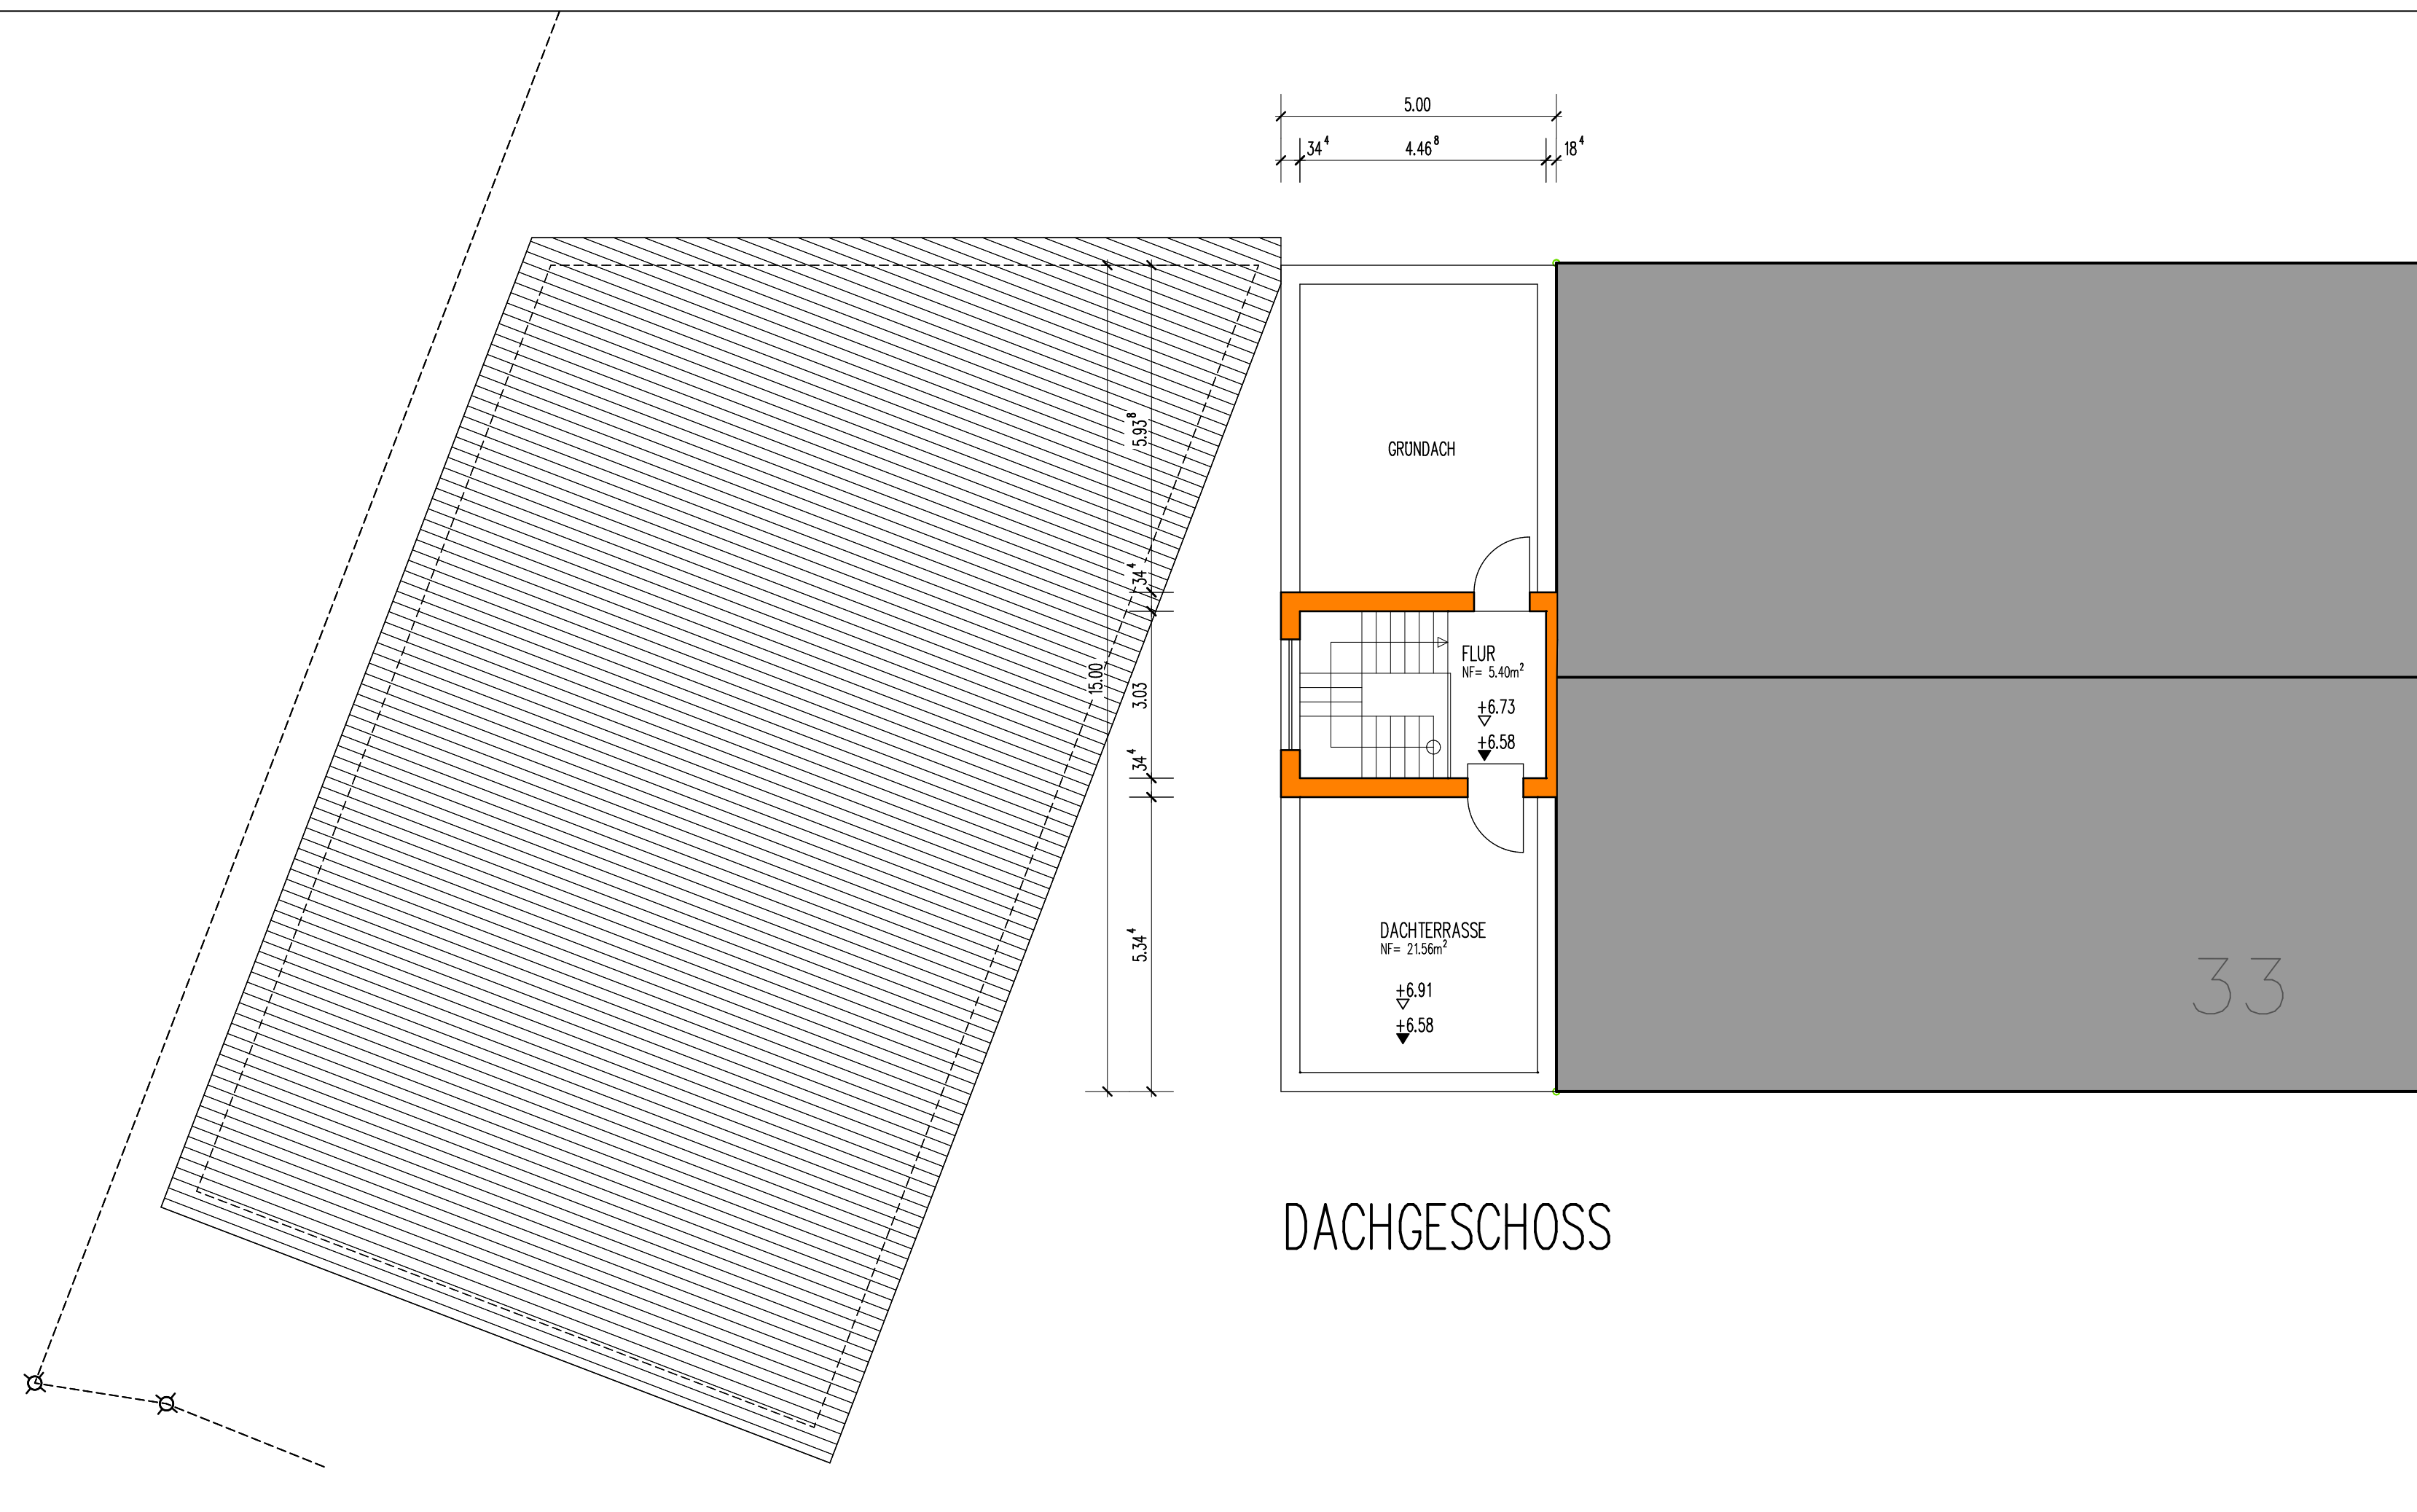 5.00
34⁴ 4.46⁸ 18⁴
5.93⁸
GRÜNDACH
34⁴
15.00
3.03
FLUR
NF= 5.40m²
+6.73
+6.58
34⁴
5.34⁴
DACHTERRASSE
NF= 21.56m²
+6.91
+6.58
33
DACHGESCHOSS